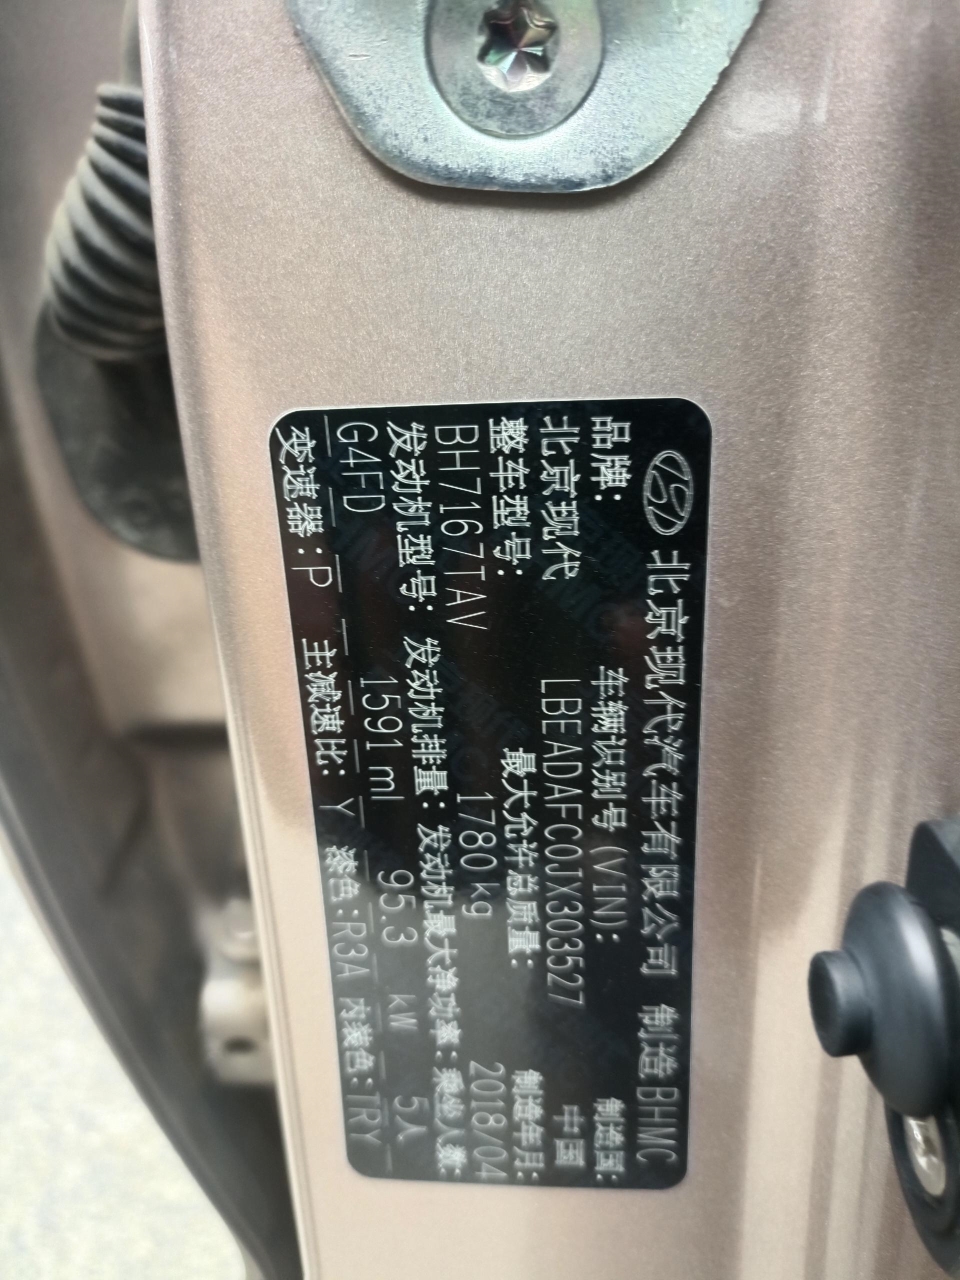 北京现代汽车有限公司 制造 BHMC
品牌: 车辆识别号 (VIN): 制造国:
北京现代 LBEADAFC0JX303527 中国
整车型号: 最大允许总质量: 制造年月:
BH7167TAV 1780kg 2018/04
发动机型号: 发动机排量: 发动机最大净功率: 乘坐人数:
G4FD 1591 ml 95.3 kW 5人
变速器: P 主减速比: Y 漆色: R3A 内装色: TRY